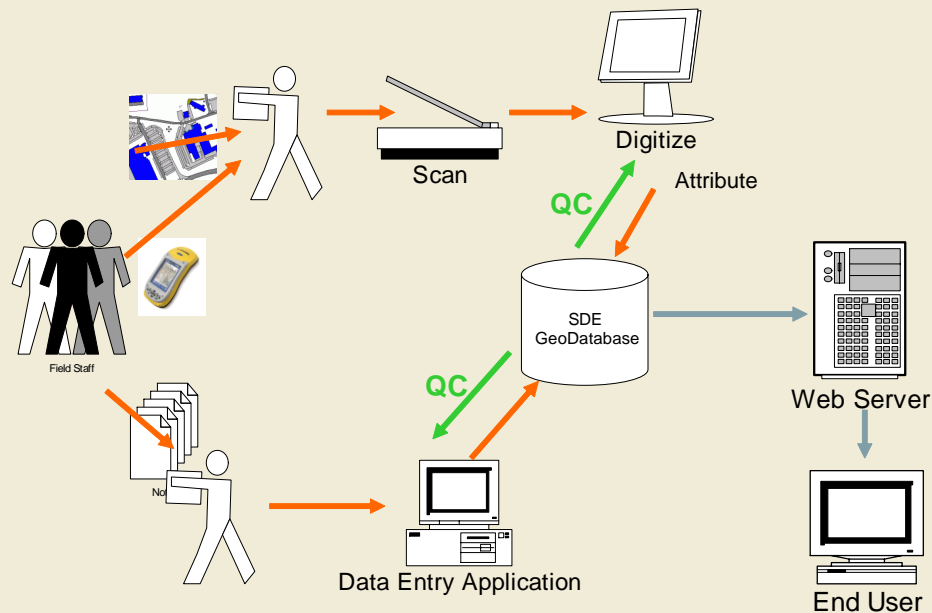 Digitize
Scan
Attribute
QC
SDE
GeoDatabase
Field Staff
QC
Web Server
Data Entry Application
End User